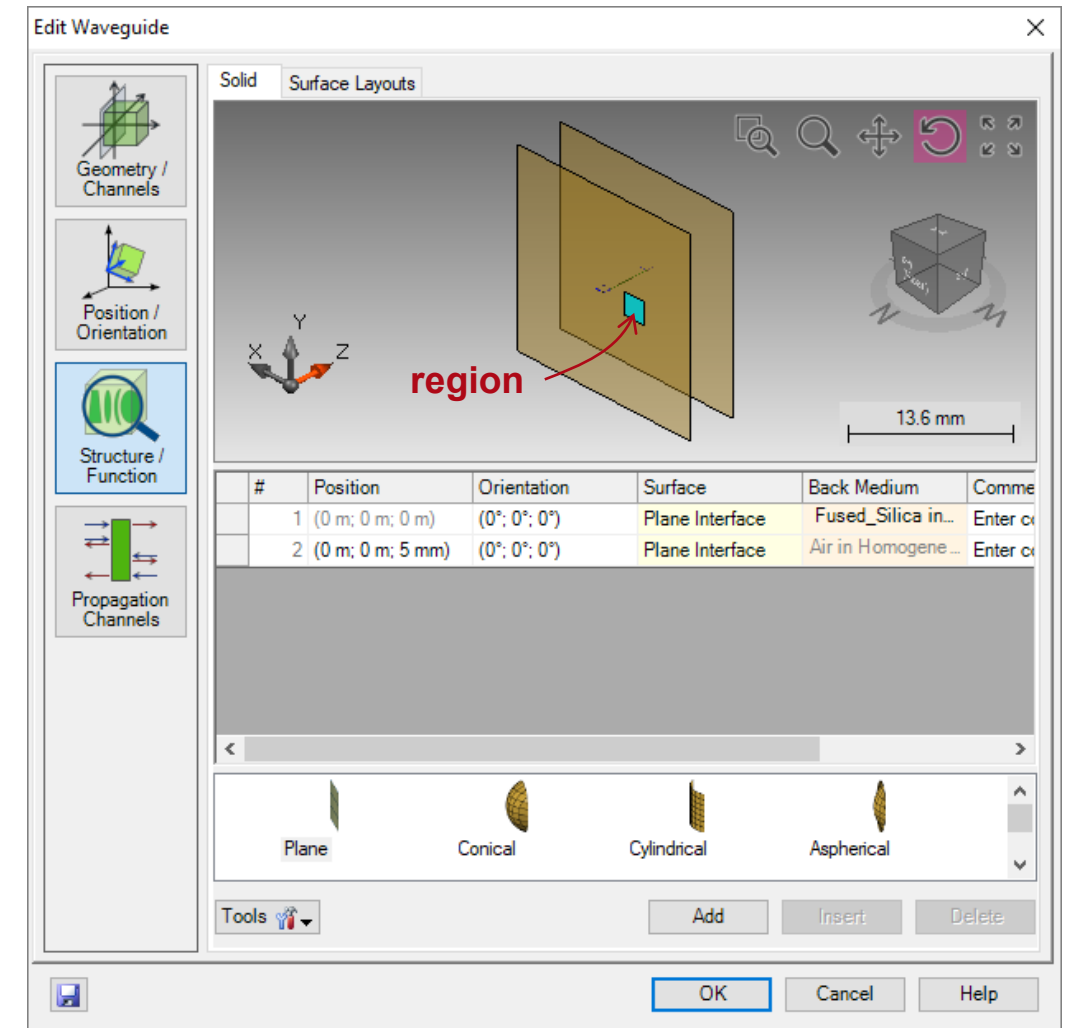 Edit Waveguide
Geometry /
Channels
Position /
Orientation
Structure /
Function
Propagation
Channels
Solid
Surface Layouts
Y
X
Z
region
13.6 mm
# Position Orientation Surface Back Medium Comme
1 (0 m; 0 m; 0 m) (0°; 0°; 0°) Plane Interface Fused_Silica in...
Enter co
2 (0 m; 0 m; 5 mm) (0°; 0°; 0°) Plane Interface Air in Homogene...
Enter co
Plane Conical Cylindrical Aspherical
Tools
Add Insert Delete
OK Cancel Help